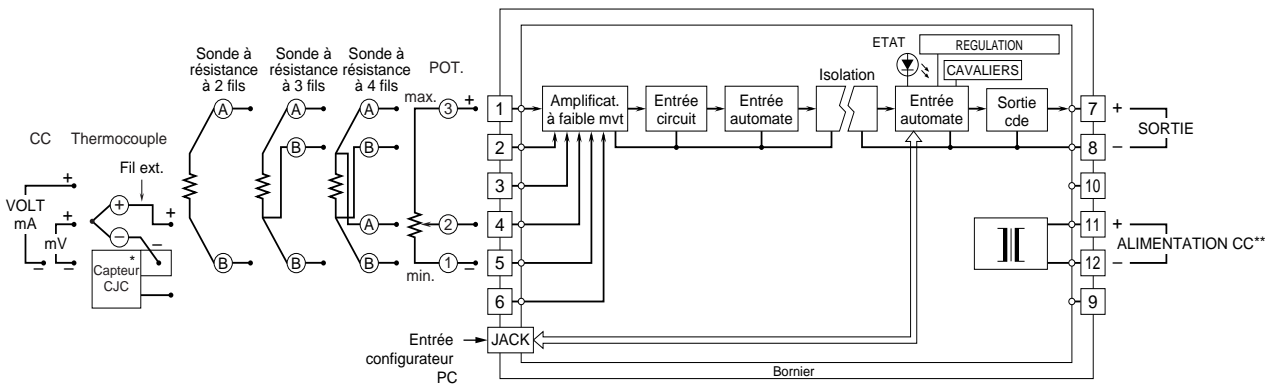 CC
Thermocouple
Fil ext.
VOLT
mA
mV
+
+
+
+
–
–
–
–
*
Capteur
CJC
Sonde à
résistance
à 2 fils
A
B
Sonde à
résistance
à 3 fils
A
B
B
Sonde à
résistance
à 4 fils
A
B
A
B
POT.
max.
3
+
2
1
–
min.
1
2
3
4
5
6
JACK
Entrée
configurateur
PC
Amplificat.
à faible mvt
Entrée
circuit
Entrée
automate
Isolation
ETAT
REGULATION
CAVALIERS
Entrée
automate
Sortie
cde
7
8
10
11
12
9
+
SORTIE
–
+
ALIMENTATION CC**
–
Bornier